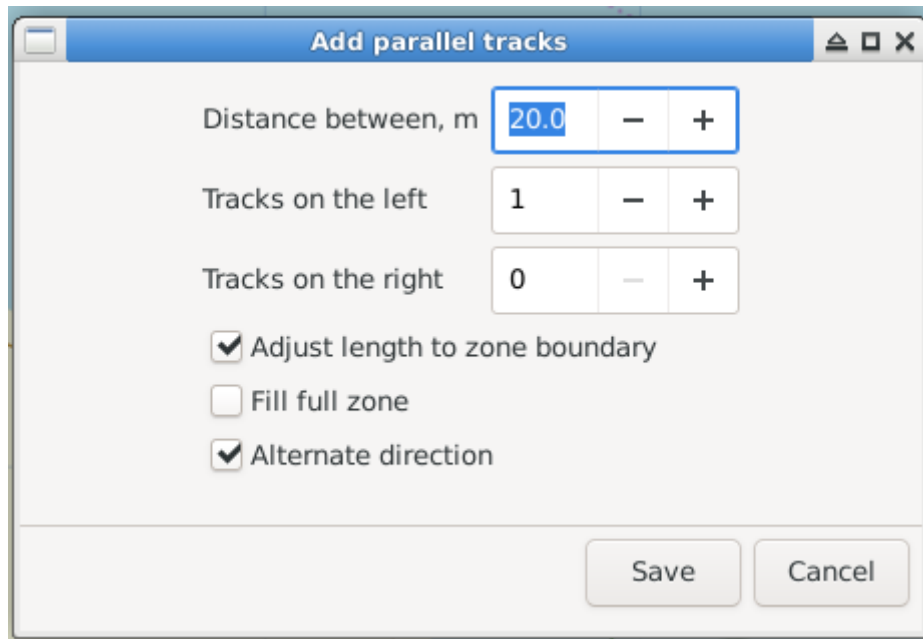 Add parallel tracks
Distance between, m 20.0
Tracks on the left 1
Tracks on the right 0
Adjust length to zone boundary
Fill full zone
Alternate direction
Save Cancel